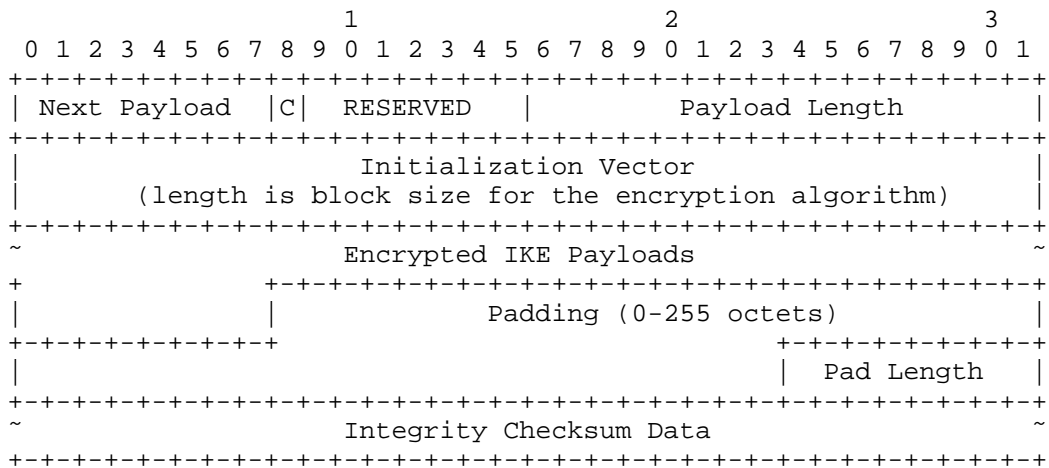 1                   2                   3
 0 1 2 3 4 5 6 7 8 9 0 1 2 3 4 5 6 7 8 9 0 1 2 3 4 5 6 7 8 9 0 1
+-+-+-+-+-+-+-+-+-+-+-+-+-+-+-+-+-+-+-+-+-+-+-+-+-+-+-+-+-+-+-+-+
| Next Payload  |C|  RESERVED   |         Payload Length        |
+-+-+-+-+-+-+-+-+-+-+-+-+-+-+-+-+-+-+-+-+-+-+-+-+-+-+-+-+-+-+-+-+
|                     Initialization Vector                     |
|       (length is block size for the encryption algorithm)     |
+-+-+-+-+-+-+-+-+-+-+-+-+-+-+-+-+-+-+-+-+-+-+-+-+-+-+-+-+-+-+-+-+
~                    Encrypted IKE Payloads                     ~
+               +-+-+-+-+-+-+-+-+-+-+-+-+-+-+-+-+-+-+-+-+-+-+-+-+
|               |             Padding (0-255 octets)            |
+-+-+-+-+-+-+-+-+                               +-+-+-+-+-+-+-+-+
|                                               |  Pad Length   |
+-+-+-+-+-+-+-+-+-+-+-+-+-+-+-+-+-+-+-+-+-+-+-+-+-+-+-+-+-+-+-+-+
~                    Integrity Checksum Data                    ~
+-+-+-+-+-+-+-+-+-+-+-+-+-+-+-+-+-+-+-+-+-+-+-+-+-+-+-+-+-+-+-+-+